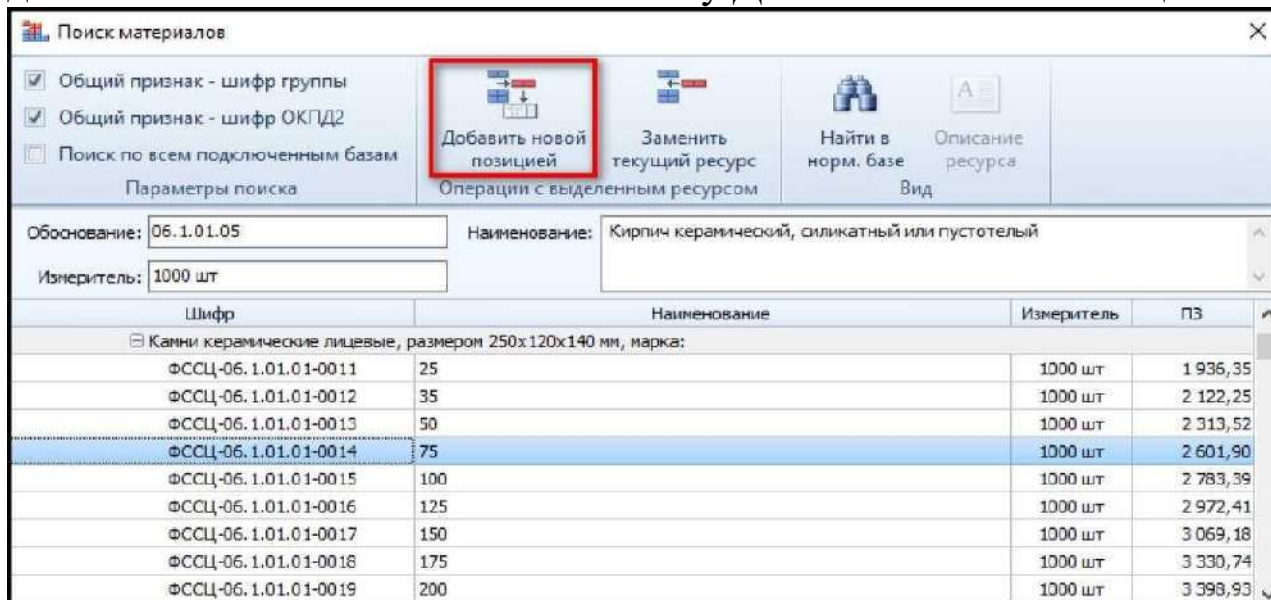 Поиск материалов
Общий признак - шифр группы
Общий признак - шифр ОКПД2
Поиск по всем подключенным базам
Параметры поиска
Добавить новой
позицией
Заменить
текущий ресурс
Операции с выделенным ресурсом
Найти в
норм. базе
Описание
ресурса
Вид
Обоснование: 06.1.01.05
Наименование: Кирпич керамический, силикатный или пустотелый
Измеритель: 1000 шт
Шифр Наименование Измеритель ПЗ
Камни керамические лицевые, размером 250х120х140 мм, марка:
ФССЦ-06.1.01.01-0011 25 1000 шт 1 936,35
ФССЦ-06.1.01.01-0012 35 1000 шт 2 122,25
ФССЦ-06.1.01.01-0013 50 1000 шт 2 313,52
ФССЦ-06.1.01.01-0014 75 1000 шт 2 601,90
ФССЦ-06.1.01.01-0015 100 1000 шт 2 783,39
ФССЦ-06.1.01.01-0016 125 1000 шт 2 972,41
ФССЦ-06.1.01.01-0017 150 1000 шт 3 069,18
ФССЦ-06.1.01.01-0018 175 1000 шт 3 330,74
ФССЦ-06.1.01.01-0019 200 1000 шт 3 398,93